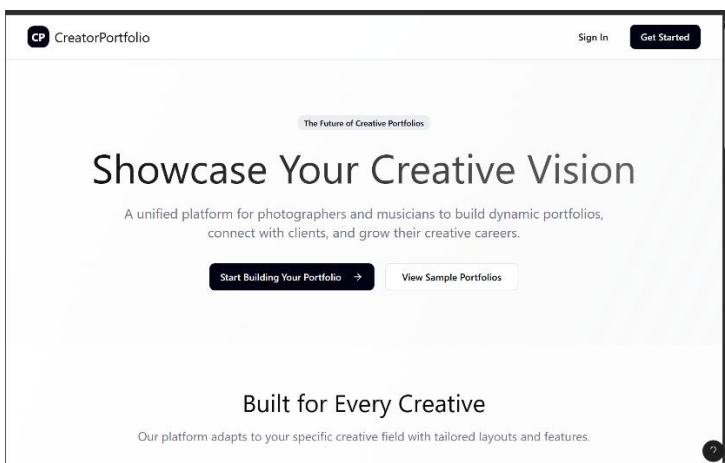 CP CreatorPortfolio Sign In Get Started
The Future of Creative Portfolios
Showcase Your Creative Vision
A unified platform for photographers and musicians to build dynamic portfolios,
connect with clients, and grow their creative careers.
Start Building Your Portfolio → View Sample Portfolios
Built for Every Creative
Our platform adapts to your specific creative field with tailored layouts and features.
?